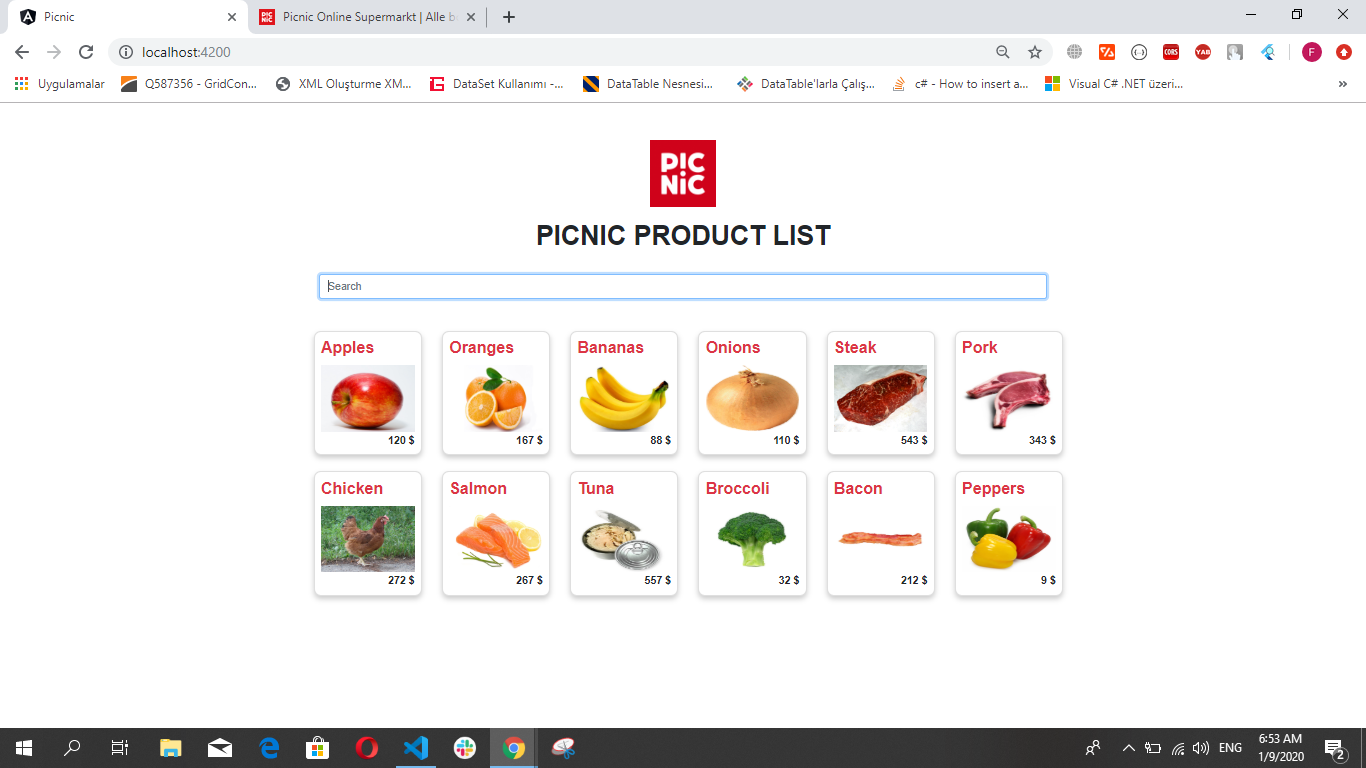 Picnic
Picnic Online Supermarkt | Alle b
localhost:4200
Uygulamalar
Q587356 - GridCon...
XML Oluşturme XM...
DataSet Kullanımı -...
DataTable Nesnesi...
DataTable'larla Çalış...
c# - How to insert a...
Visual C# .NET üzeri...
PIC
NIC
PICNIC PRODUCT LIST
Search
Apples
Oranges
Bananas
Onions
Steak
Pork
120 $
167 $
88 $
110 $
543 $
343 $
Chicken
Salmon
Tuna
Broccoli
Bacon
Peppers
272 $
267 $
557 $
32 $
212 $
9 $
ENG
6:53 AM
1/9/2020
2